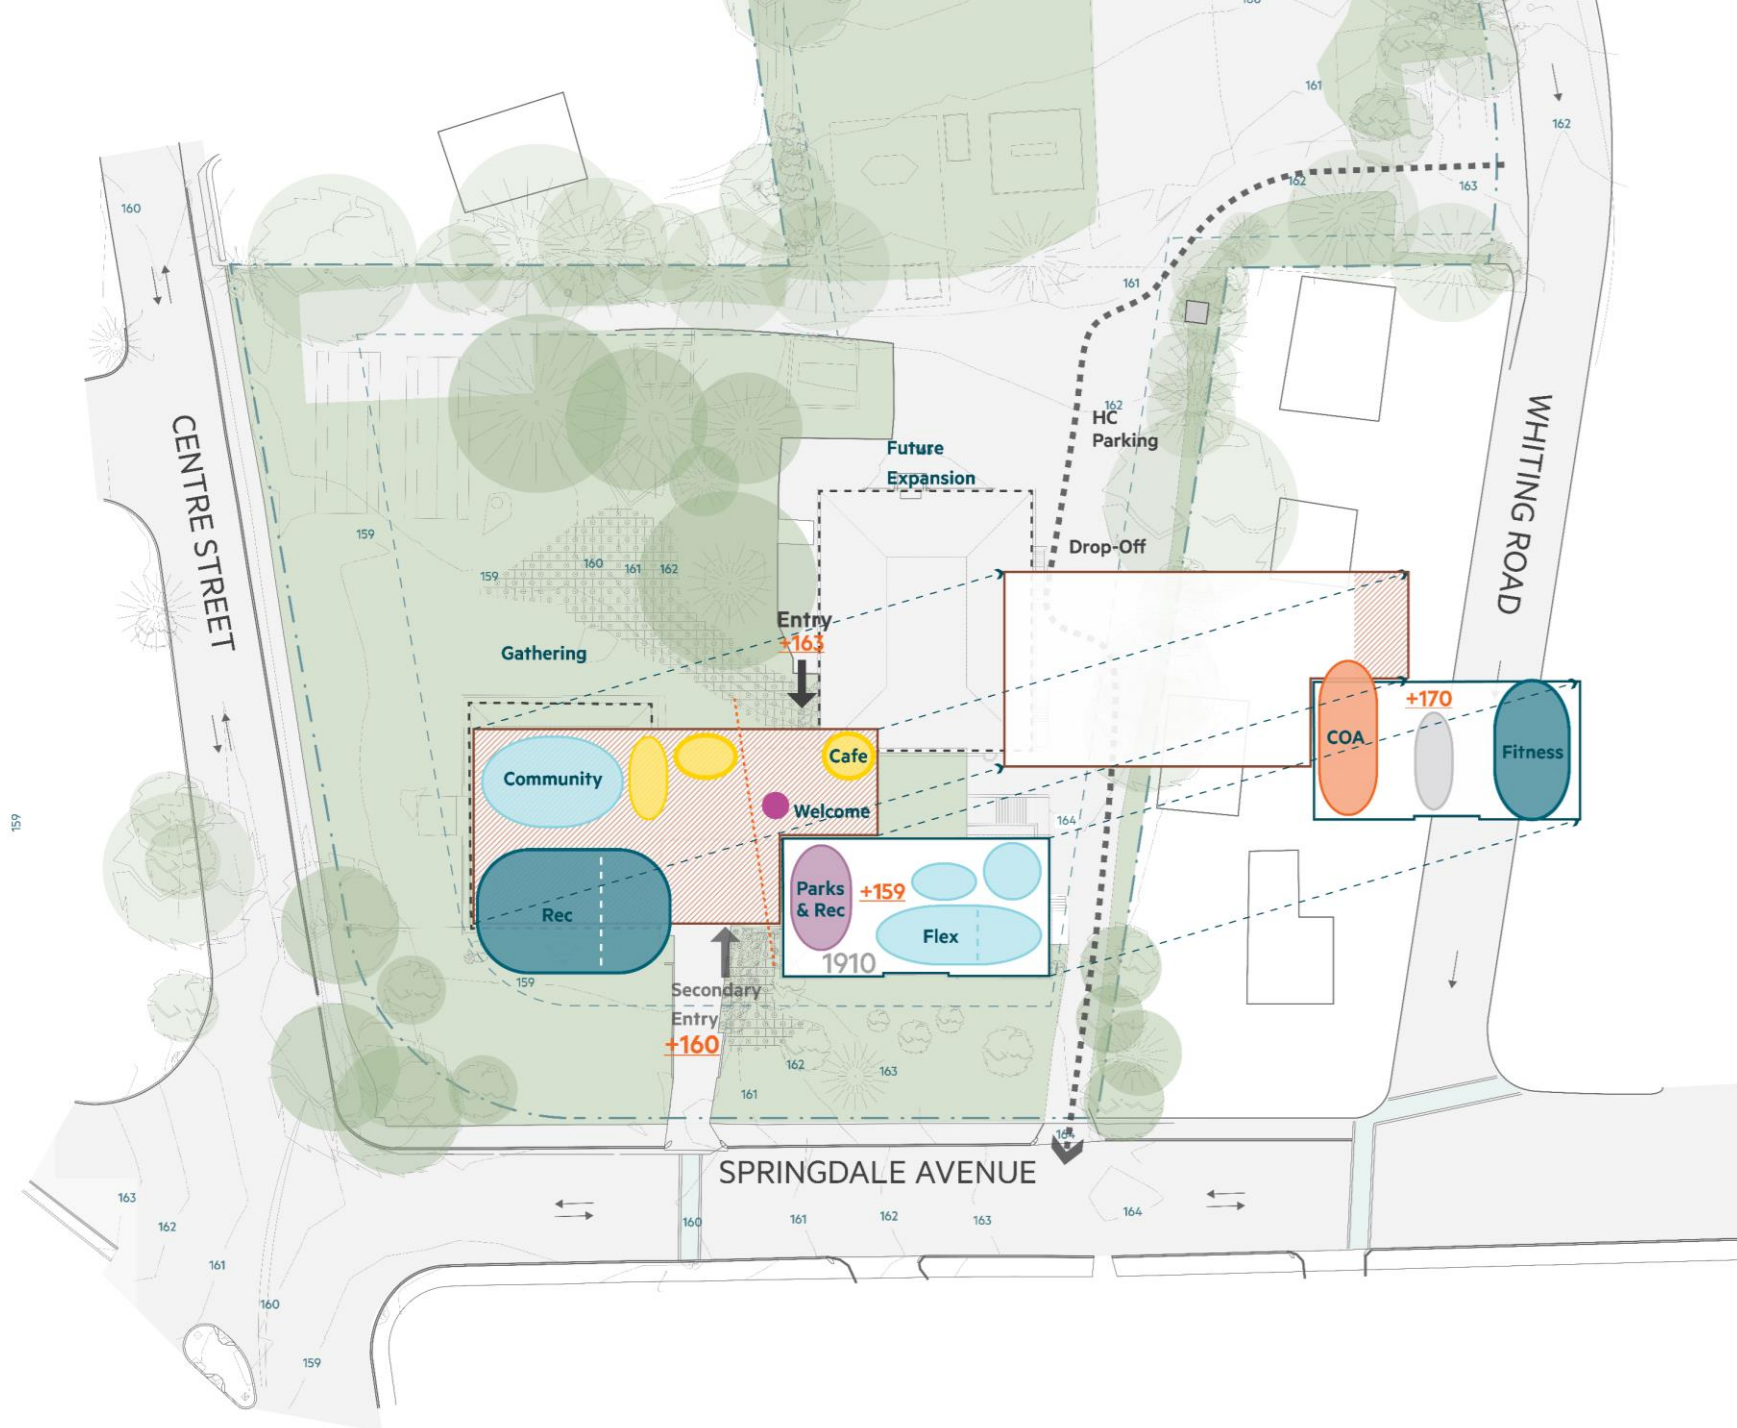 161
162
160
162
163
161
162
HC
Parking
CENTRE STREET
WHITING ROAD
Future
Expansion
159
Drop-Off
160
161
162
159
Entry
+163
Gathering
+170
COA
Fitness
Cafe
Community
Welcome
164
159
Parks
& Rec
+159
Rec
Flex
1910
159
Secondary
Entry
+160
162
163
161
164
SPRINGDALE AVENUE
163
162
160
161
162
163
164
161
160
159